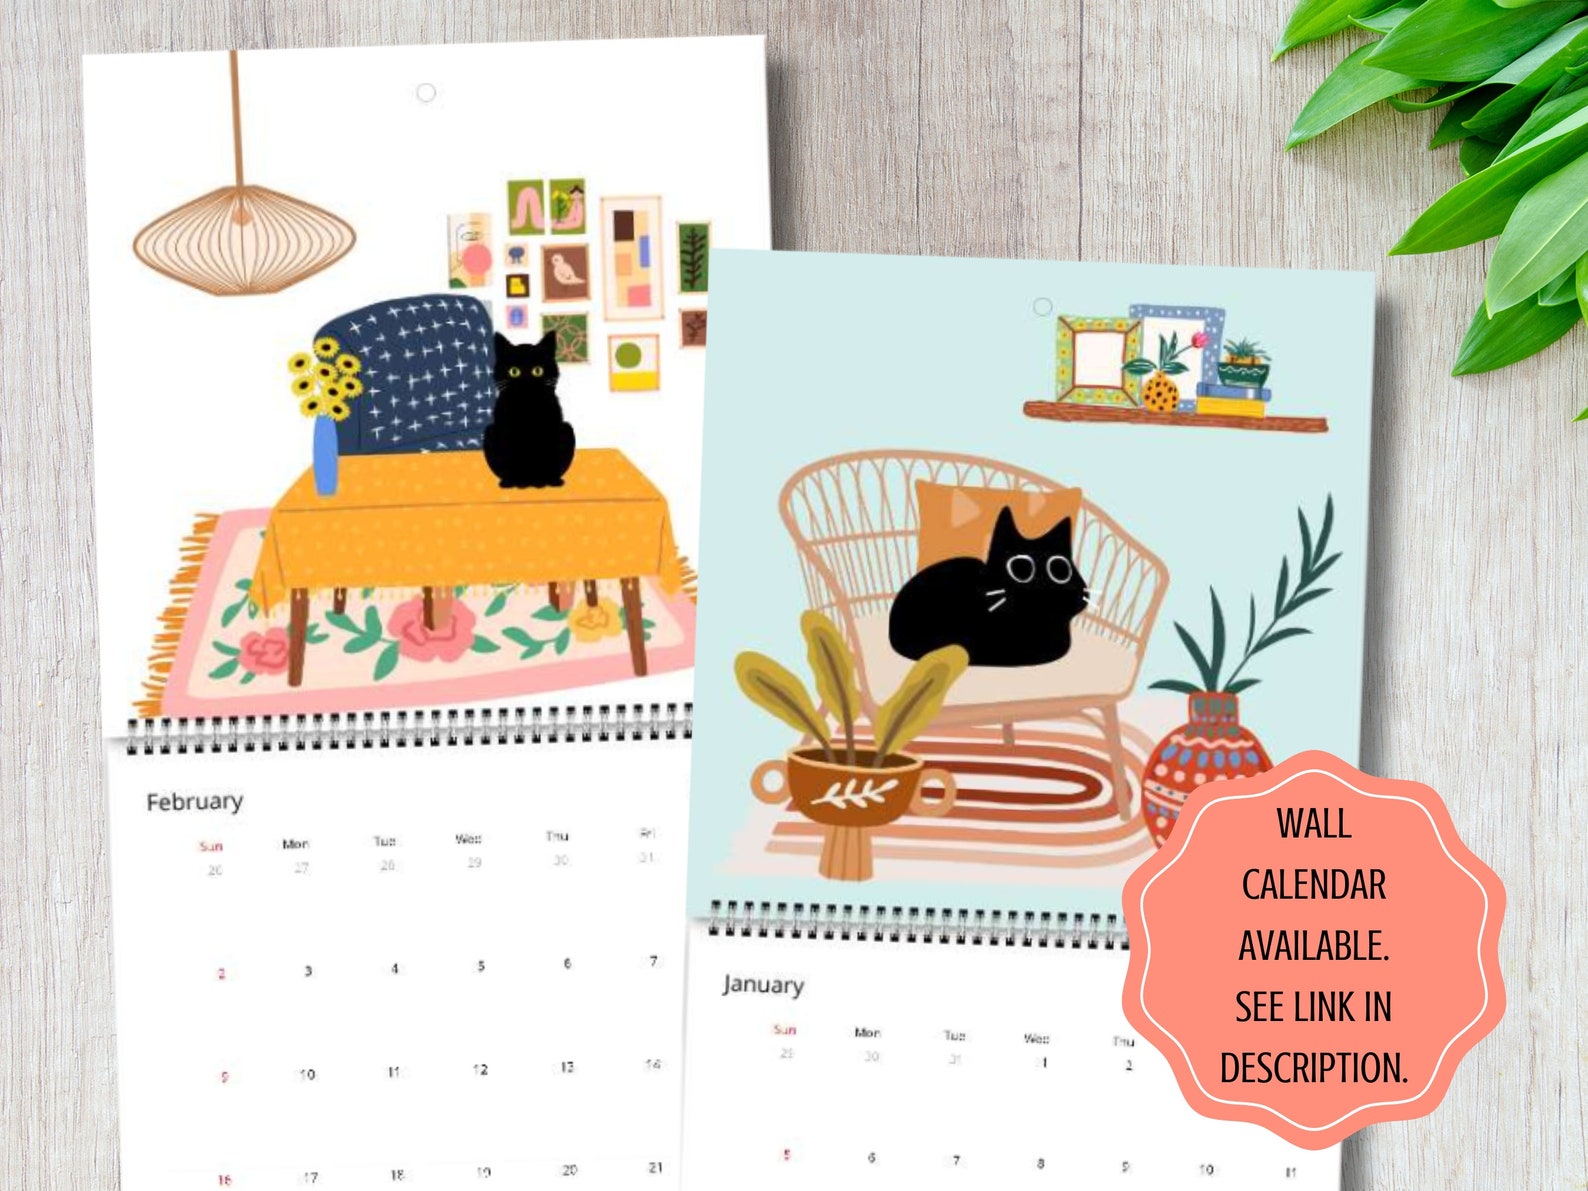 February
Sun Mon Tue Wed Thu Fri
26 27 28 29 30 31
2 3 4 5 6 7
9 10 11 12 13 14
16 17 18 19 20 21
January
Sun Mon Tue Wed Thu
29 30 31 1 2
5 6 7 8 9 10 11
WALL
CALENDAR
AVAILABLE.
SEE LINK IN
DESCRIPTION.